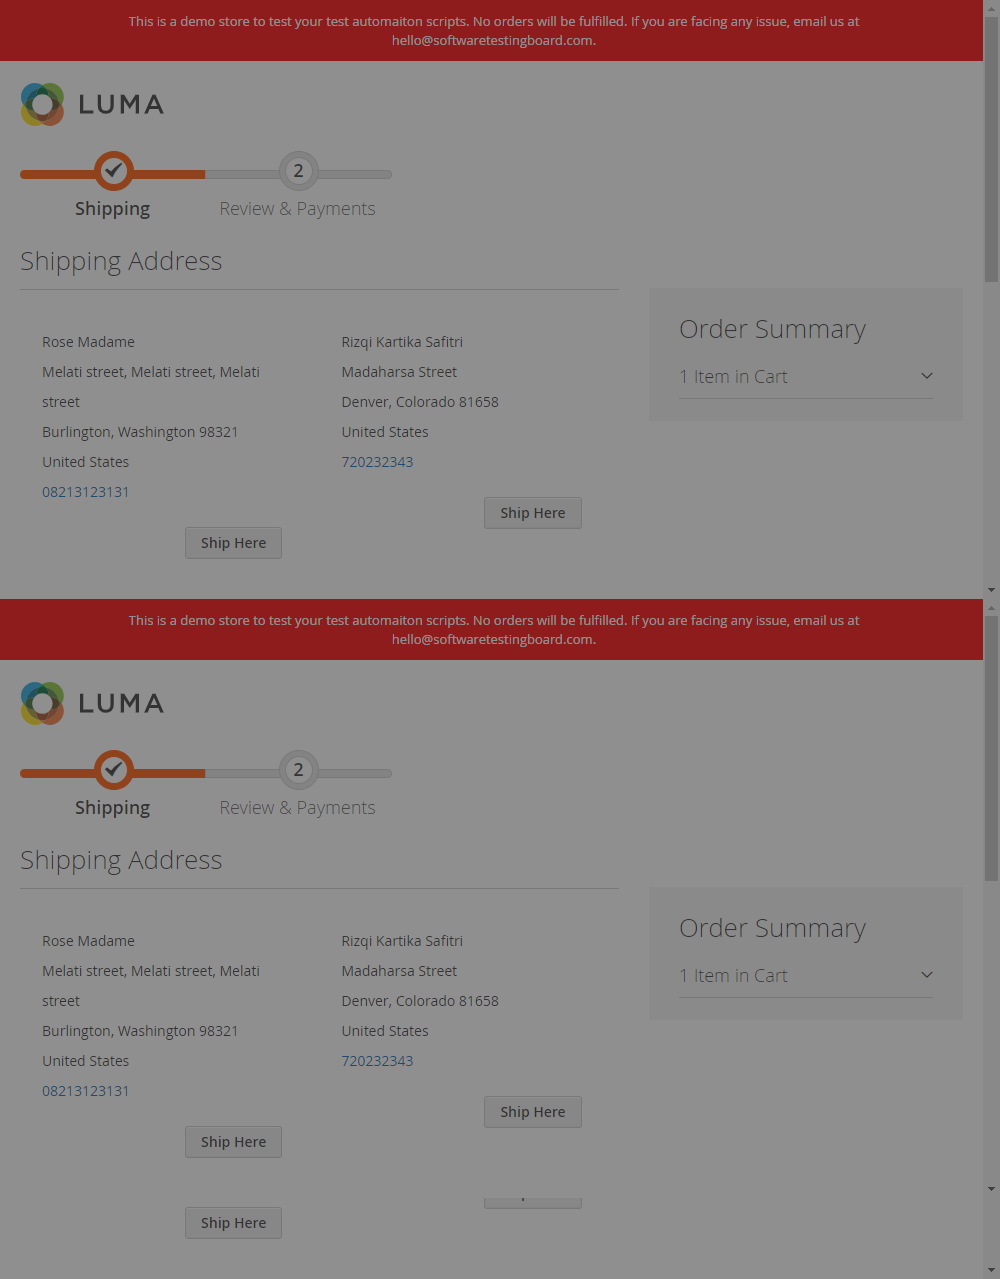 This is a demo store to test your test automaiton scripts. No orders will be fulfilled. If you are facing any issue, email us at
hello@softwaretestingboard.com.
LUMA
2
Shipping
Review & Payments
Shipping Address
Rose Madame
Melati street, Melati street, Melati
street
Burlington, Washington 98321
United States
08213123131
Ship Here
Rizqi Kartika Safitri
Madaharsa Street
Denver, Colorado 81658
United States
720232343
Ship Here
Order Summary
1 Item in Cart
This is a demo store to test your test automaiton scripts. No orders will be fulfilled. If you are facing any issue, email us at
hello@softwaretestingboard.com.
LUMA
2
Shipping
Review & Payments
Shipping Address
Rose Madame
Melati street, Melati street, Melati
street
Burlington, Washington 98321
United States
08213123131
Ship Here
Rizqi Kartika Safitri
Madaharsa Street
Denver, Colorado 81658
United States
720232343
Ship Here
Order Summary
1 Item in Cart
Ship Here